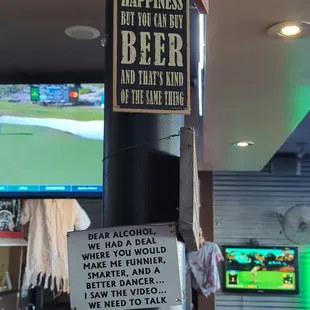 HAPPINESS
BUT YOU CAN BUY
BEER
AND THAT'S KIND
OF THE SAME THING
DEAR ALCOHOL,
WE HAD A DEAL
WHERE YOU WOULD
MAKE ME FUNNIER,
SMARTER, AND A
BETTER DANCER...
I SAW THE VIDEO...
WE NEED TO TALK